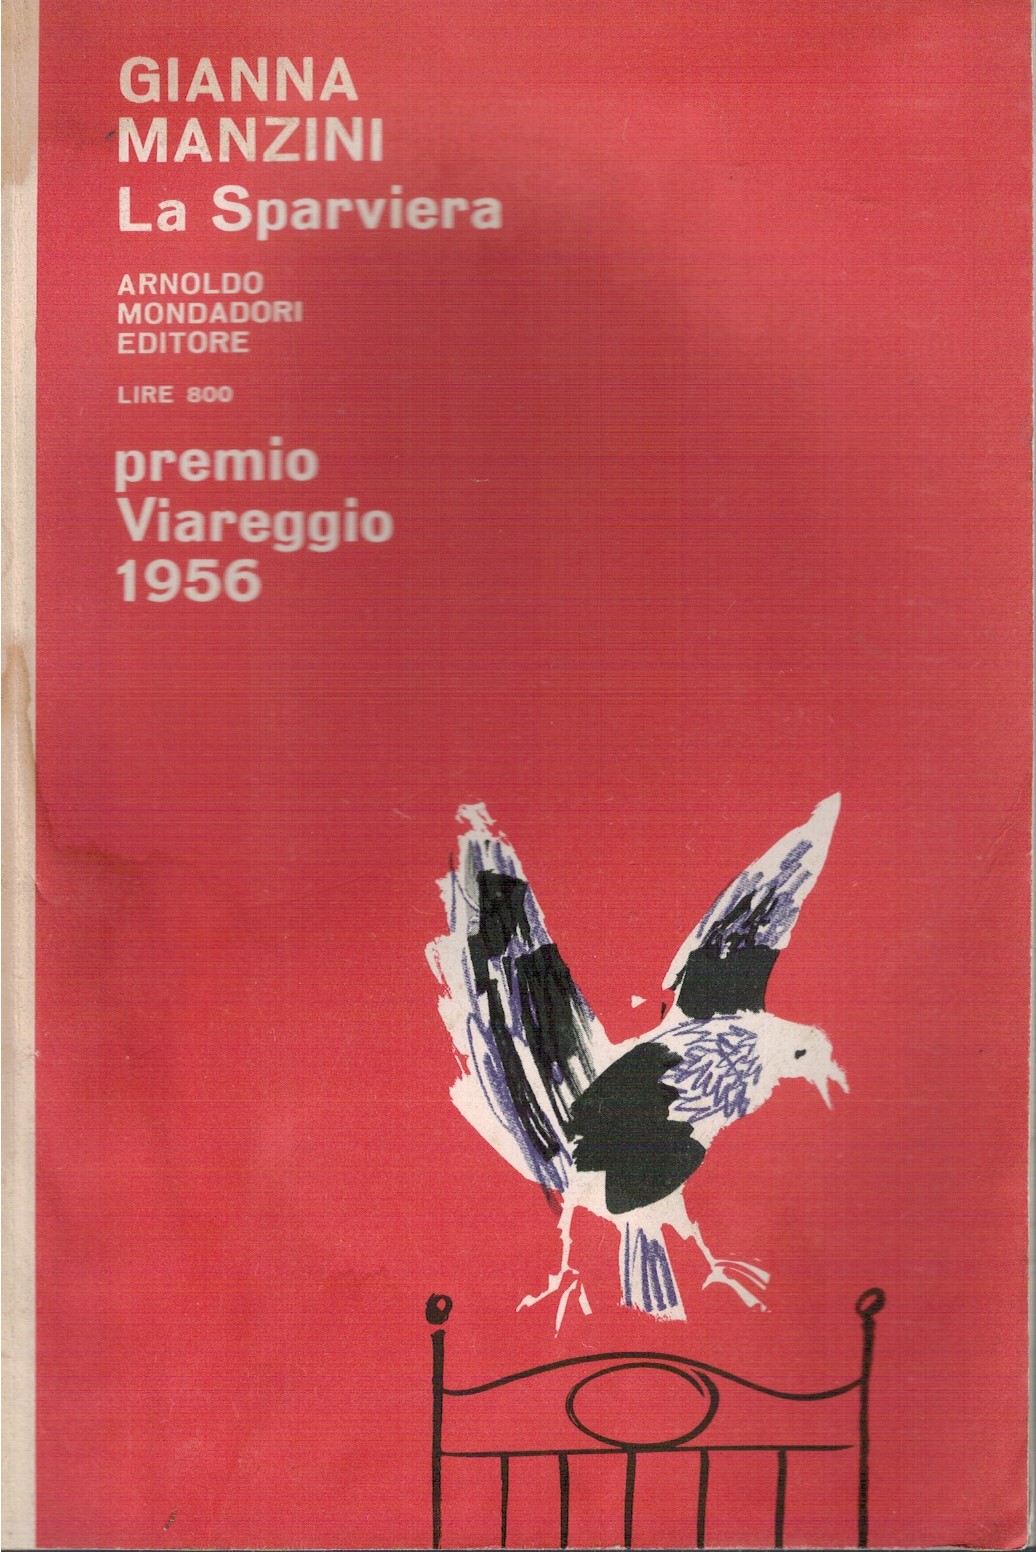 GIANNA
MANZINI
La Sparviera
ARNOLDO
MONDADORI
EDITORE
LIRE 800
premio
Viareggio
1956